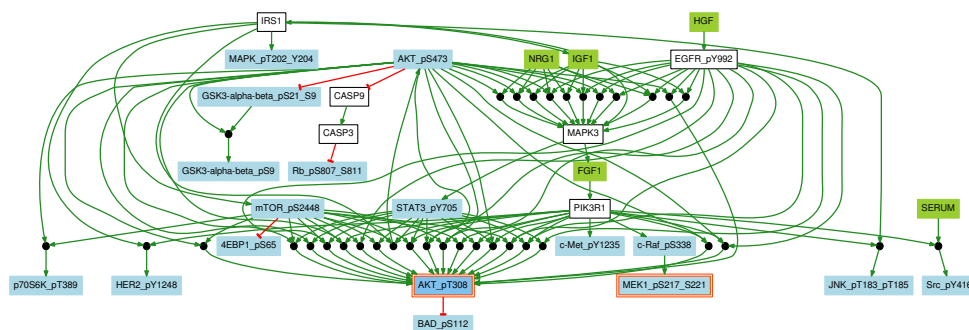 IRS1
HGF
MAPK_pT202_Y204
AKT_pS473
NRG1
IGF1
EGFR_pY992
GSK3-alpha-beta_pS21_S9
CASP9
CASP3
MAPK3
GSK3-alpha-beta_pS9
Rb_pS807_S811
FGF1
mTOR_pS2448
STAT3_pY705
PIK3R1
SERUM
4EBP1_pS65
c-Met_pY1235
c-Raf_pS338
p70S6K_pT389
HER2_pY1248
AKT_pT308
MEK1_pS217_S221
JNK_pT183_pT185
Src_pY416
BAD_pS112